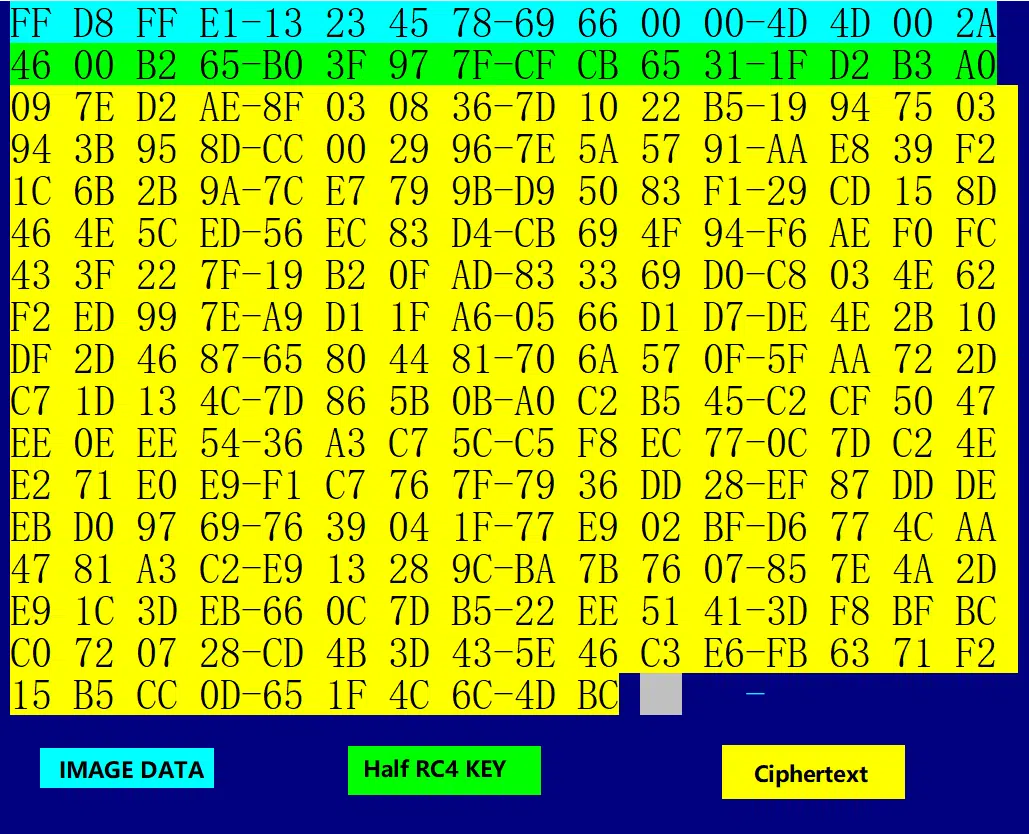 FF D8 FF E1-13 23 45 78-69 66 00 00-4D 4D 00 2A
46 00 B2 65-B0 3F 97 7F-CF CB 65 31-1F D2 B3 A0
09 7E D2 AE-8F 03 08 36-7D 10 22 B5-19 94 75 03
94 3B 95 8D-CC 00 29 96-7E 5A 57 91-AA E8 39 F2
1C 6B 2B 9A-7C E7 79 9B-D9 50 83 F1-29 CD 15 8D
46 4E 5C ED-56 EC 83 D4-CB 69 4F 94-F6 AE F0 FC
43 3F 22 7F-19 B2 0F AD-83 33 69 D0-C8 03 4E 62
F2 ED 99 7E-A9 D1 1F A6-05 66 D1 D7-DE 4E 2B 10
DF 2D 46 87-65 80 44 81-70 6A 57 0F-5F AA 72 2D
C7 1D 13 4C-7D 86 5B 0B-A0 C2 B5 45-C2 CF 50 47
EE 0E EE 54-36 A3 C7 5C-C5 F8 EC 77-0C 7D C2 4E
E2 71 E0 E9-F1 C7 76 7F-79 36 DD 28-EF 87 DD DE
EB D0 97 69-76 39 04 1F-77 E9 02 BF-D6 77 4C AA
47 81 A3 C2-E9 13 28 9C-BA 7B 76 07-85 7E 4A 2D
E9 1C 3D EB-66 0C 7D B5-22 EE 51 41-3D F8 BF BC
C0 72 07 28-CD 4B 3D 43-5E 46 C3 E6-FB 63 71 F2
15 B5 CC 0D-65 1F 4C 6C-4D BC -
IMAGE DATA
Half RC4 KEY
Ciphertext